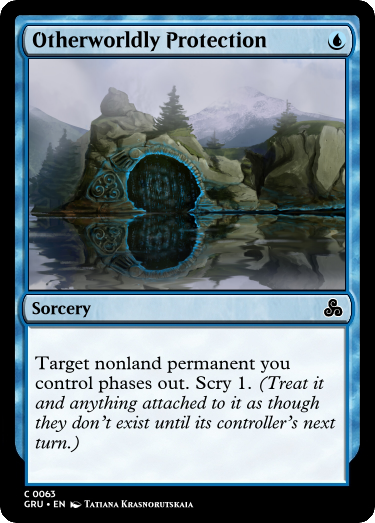 Otherworldly Protection
Sorcery
Target nonland permanent you
control phases out. Scry 1. (Treat it
and anything attached to it as though
they don't exist until its controller's next
turn.)
C 0063
GRU • EN Tatiana Krasnorutskaia